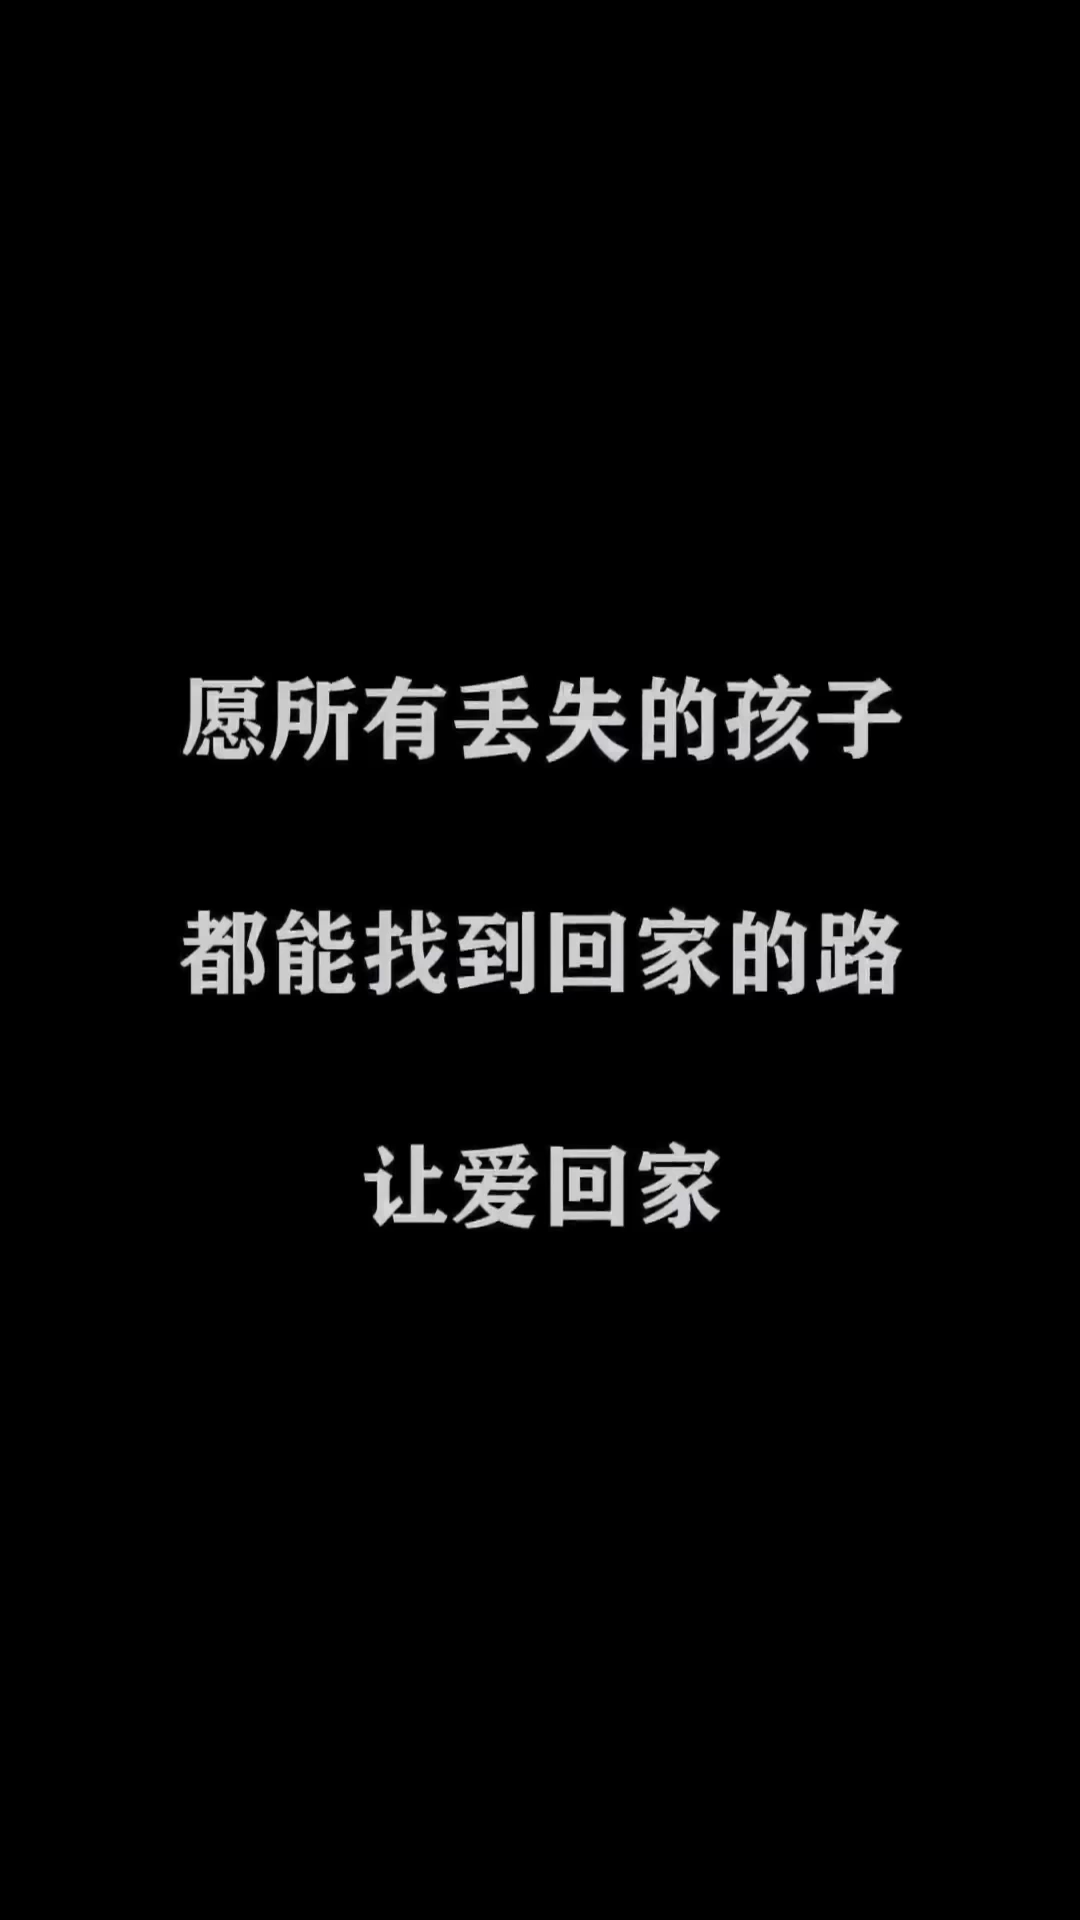 愿所有丢失的孩子
都能找到回家的路
让爱回家